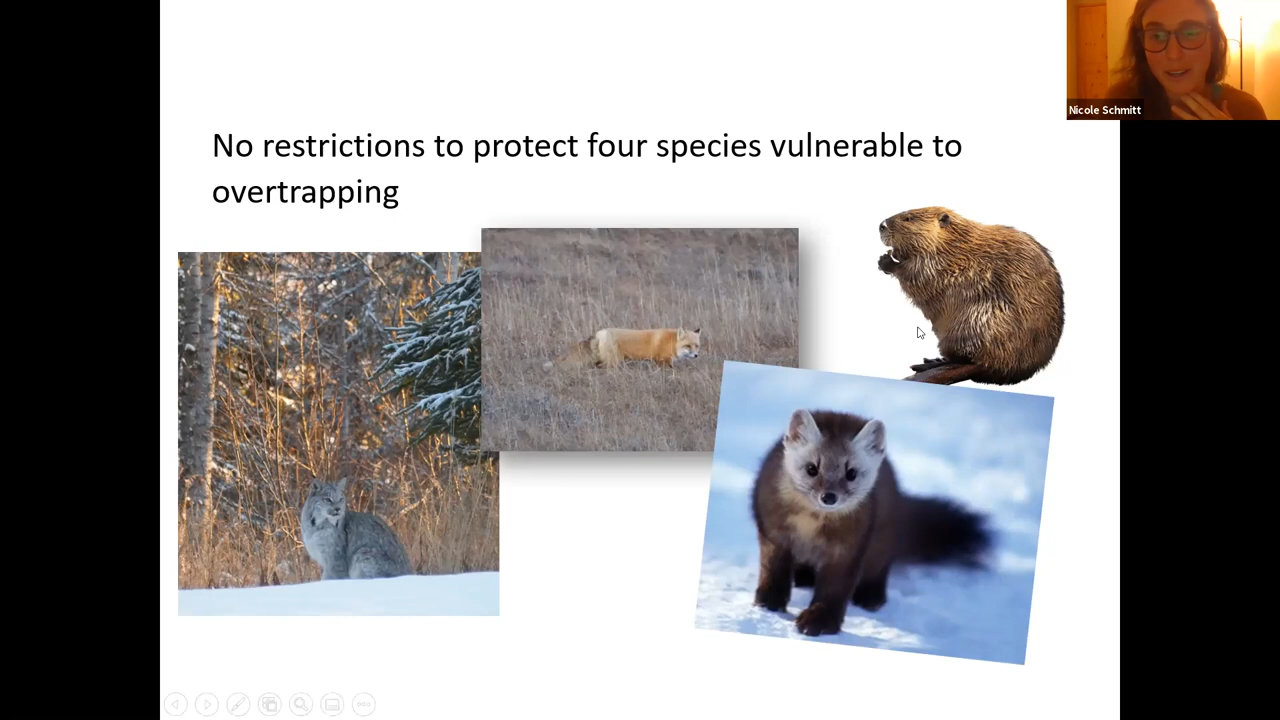 Nicole Schmitt
No restrictions to protect four species vulnerable to
overtrapping